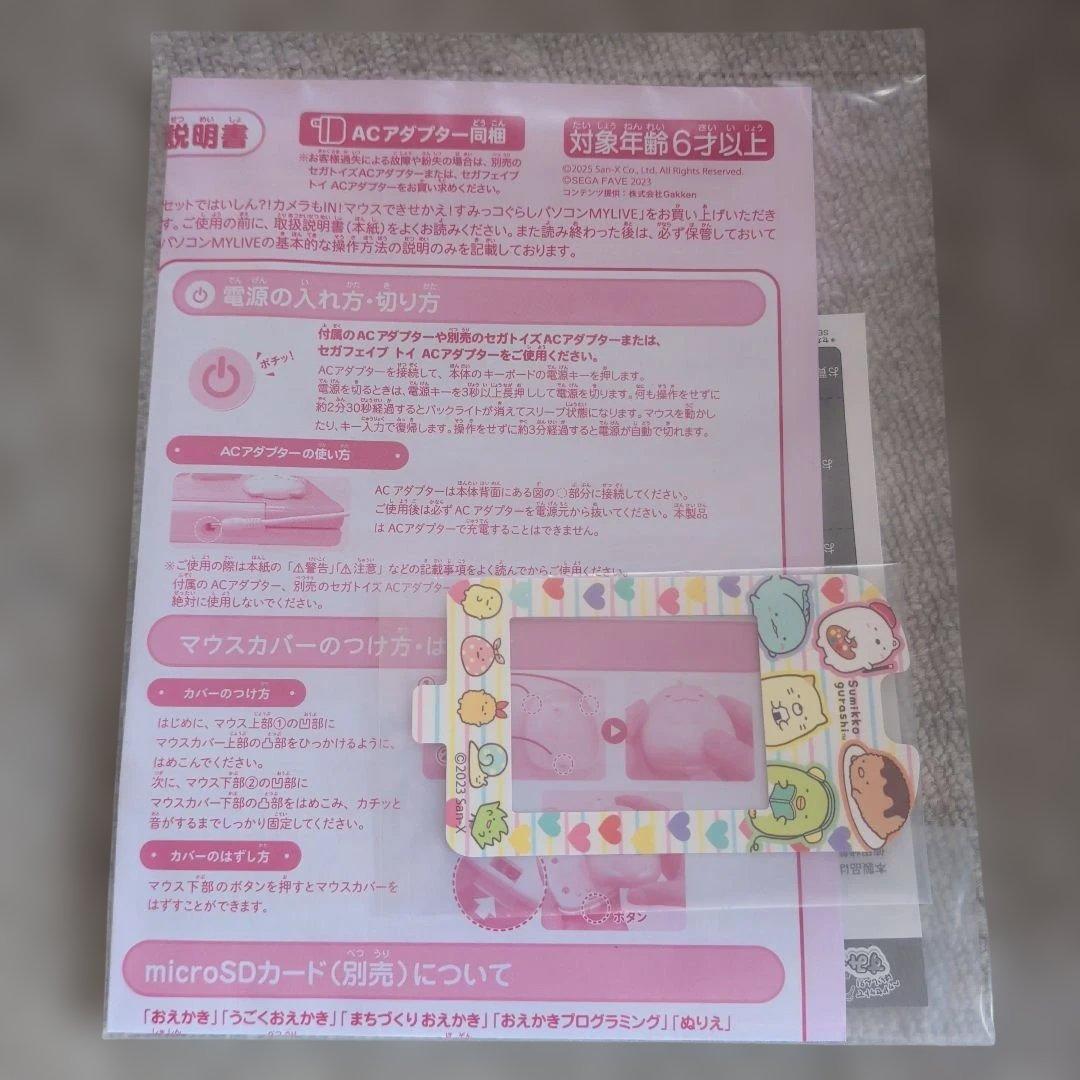 説明書
ACアダプター同梱
※お客様過失による故障や紛失の場合は、別売の
セガトイズACアダプターまたは、セガフェイブ
トイ ACアダプターをお買い求めください。
対象年齢6才以上
©2025 San-X Co., Ltd. All Rights Reserved.
©SEGA FAVE 2023
コンテンツ提供：株式会社Gakken
セットではいしん?!カメラもIN!マウスできせかえ!すみっコぐらしパソコンMYLIVE」をお買い上げいただき
す。ご使用の前に、取扱説明書(本紙)をよくお読みください。また読み終わった後は、必ず保管しておいて
パソコンMYLIVEの基本的な操作方法の説明のみを記載しております。
電源の入れ方・切り方
ポチッ!
付属のACアダプターや別売のセガトイズACアダプターまたは、
セガフェイブ トイ ACアダプターをご使用ください。
ACアダプターを接続して、本体のキーボードの電源キーを押します。
電源を切るときは、電源キーを3秒以上長押しして電源を切ります。何も操作をせずに
約2分30秒経過するとバックライトが消えてスリープ状態になります。マウスを動かし
たり、キー入力で復帰します。操作をせずに約3分経過すると電源が自動で切れます。
ACアダプターの使い方
ACアダプターは本体背面にある図の○部分に接続してください。
ご使用後は必ずACアダプターを電源元から抜いてください。本製品
はACアダプターで充電することはできません。
※ご使用の際は本紙の「⚠警告」「⚠注意」などの記載事項をよく読んでからご使用ください。
付属のACアダプター、別売のセガトイズACアダプター
絶対に使用しないでください。
マウスカバーのつけ方・は
カバーのつけ方
はじめに、マウス上部①の凹部に
マウスカバー上部の凸部をひっかけるように、
はめこんでください。
次に、マウス下部②の凹部に
マウスカバー下部の凸部をはめこみ、カチッと
音がするまでしっかり固定してください。
カバーのはずし方
マウス下部のボタンを押すとマウスカバーを
はずすことができます。
ボタン
Sumikko
gurashi™
©2023 San-X
microSDカード(別売)について
「おえかき」「うごくおえかき」「まちづくりおえかき」「おえかきプログラミング」「ぬりえ」
本製品は